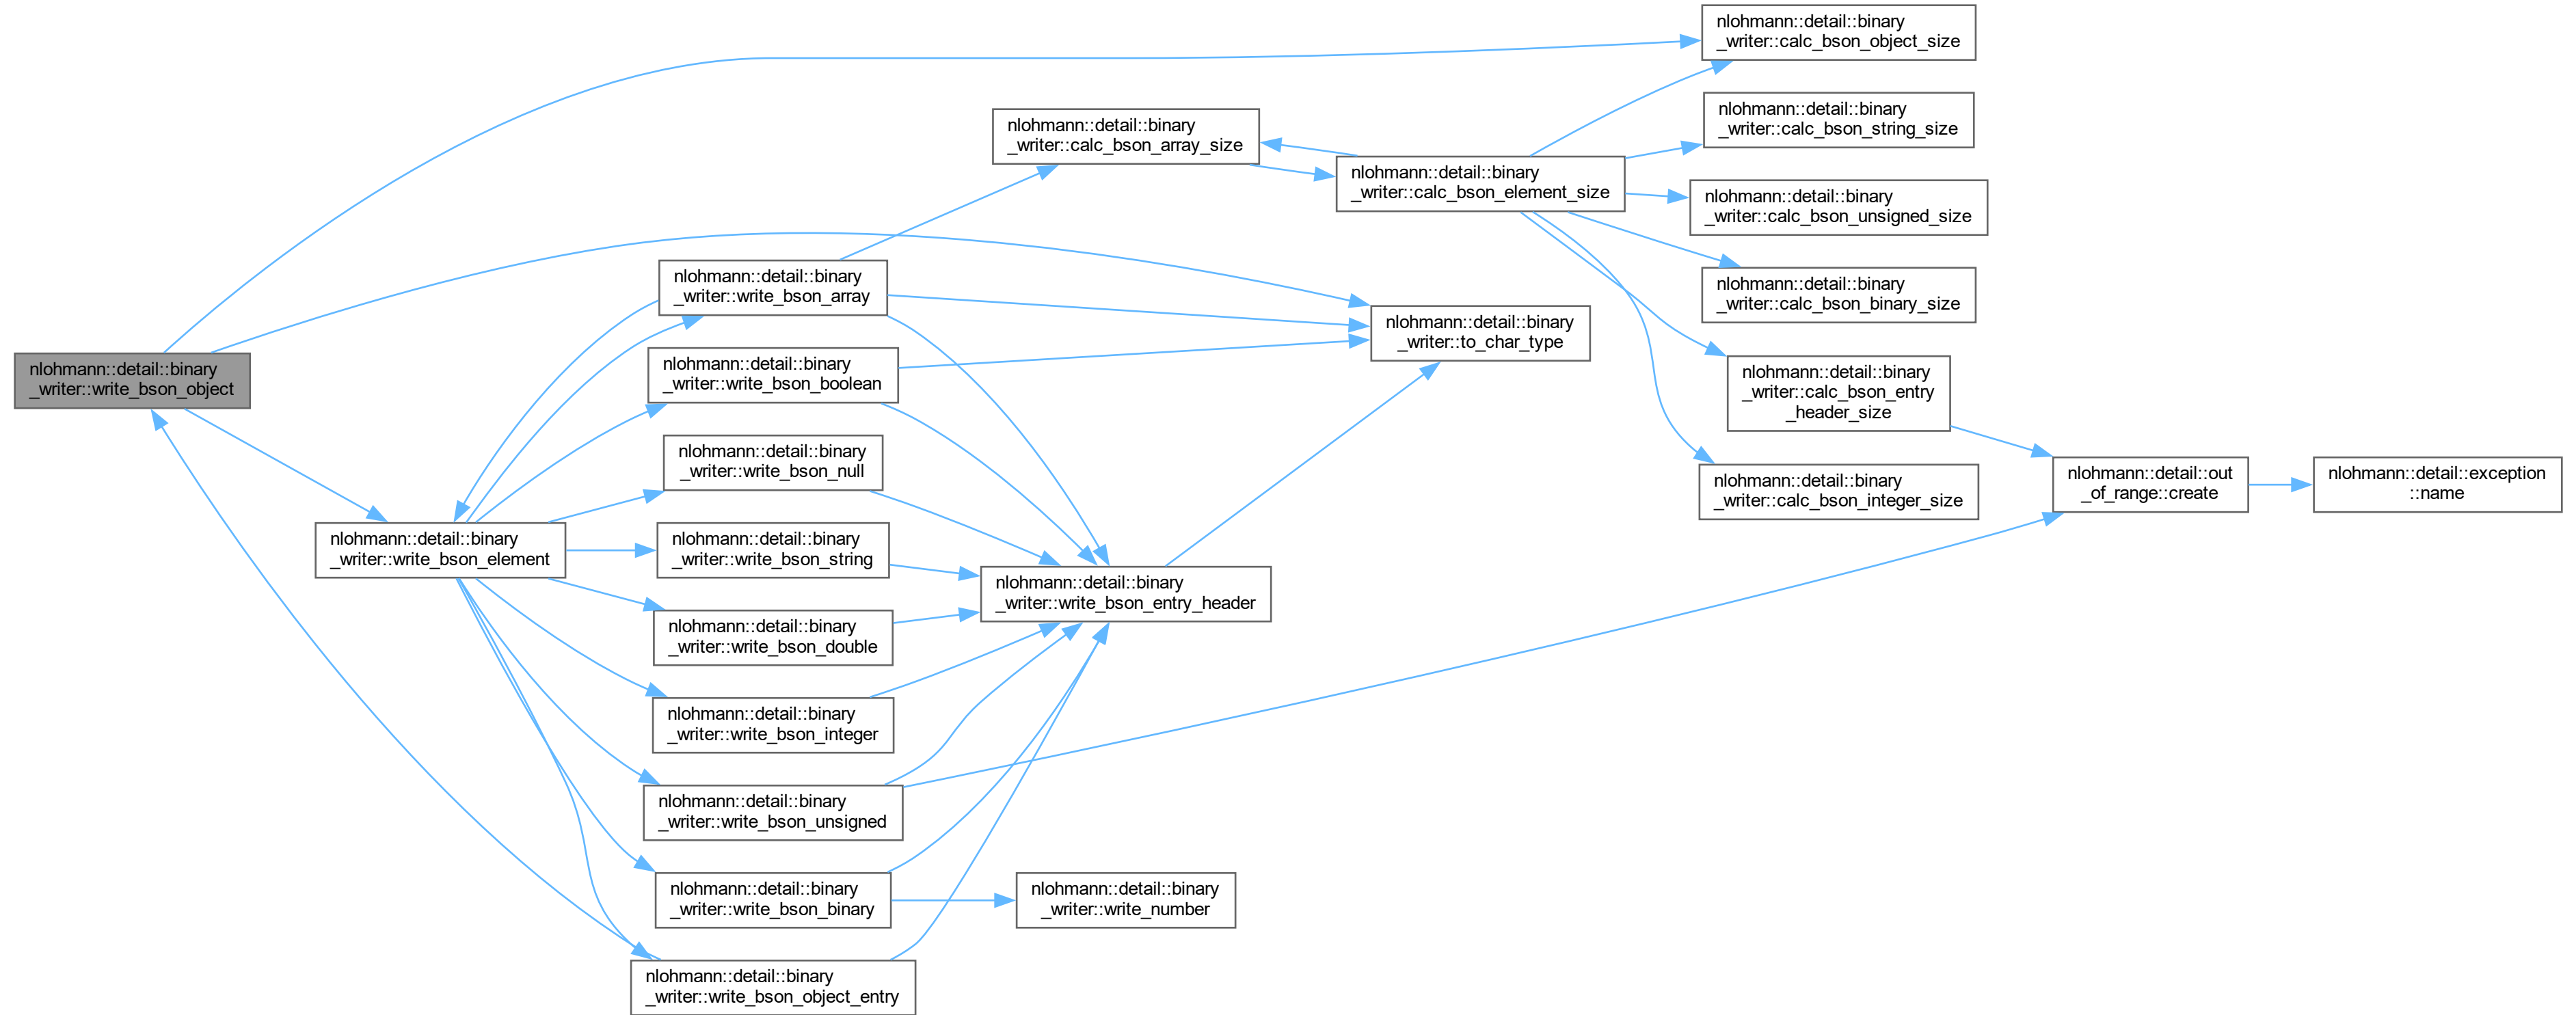 nlohmann::detail::binary
_writer::write_bson_object
nlohmann::detail::binary
_writer::write_bson_element
nlohmann::detail::binary
_writer::write_bson_array
nlohmann::detail::binary
_writer::write_bson_boolean
nlohmann::detail::binary
_writer::write_bson_null
nlohmann::detail::binary
_writer::write_bson_string
nlohmann::detail::binary
_writer::write_bson_double
nlohmann::detail::binary
_writer::write_bson_integer
nlohmann::detail::binary
_writer::write_bson_unsigned
nlohmann::detail::binary
_writer::write_bson_binary
nlohmann::detail::binary
_writer::write_bson_object_entry
nlohmann::detail::binary
_writer::calc_bson_array_size
nlohmann::detail::binary
_writer::write_bson_entry_header
nlohmann::detail::binary
_writer::write_number
nlohmann::detail::binary
_writer::calc_bson_element_size
nlohmann::detail::binary
_writer::to_char_type
nlohmann::detail::binary
_writer::calc_bson_object_size
nlohmann::detail::binary
_writer::calc_bson_string_size
nlohmann::detail::binary
_writer::calc_bson_unsigned_size
nlohmann::detail::binary
_writer::calc_bson_binary_size
nlohmann::detail::binary
_writer::calc_bson_entry
_header_size
nlohmann::detail::binary
_writer::calc_bson_integer_size
nlohmann::detail::out
_of_range::create
nlohmann::detail::exception
::name